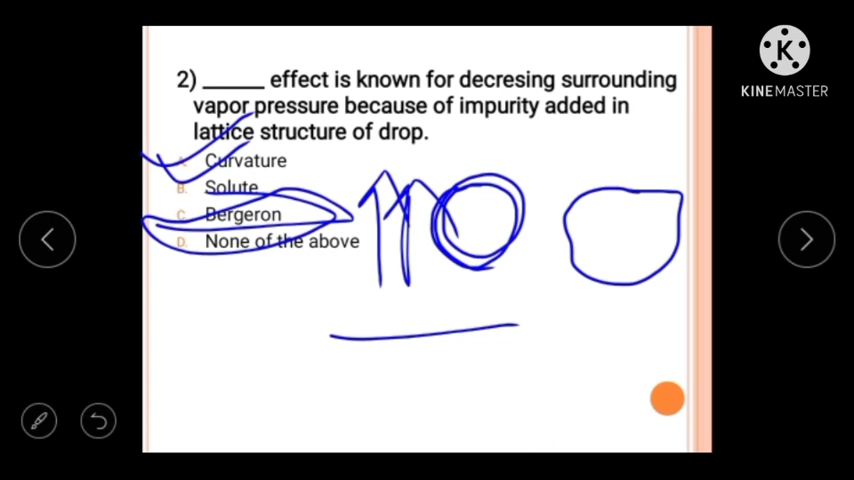 2) _____ effect is known for decresing surrounding
vapor pressure because of impurity added in
lattice structure of drop.
A. Curvature
B. Solute
C. Bergeron
D. None of the above
K
KINEMASTER